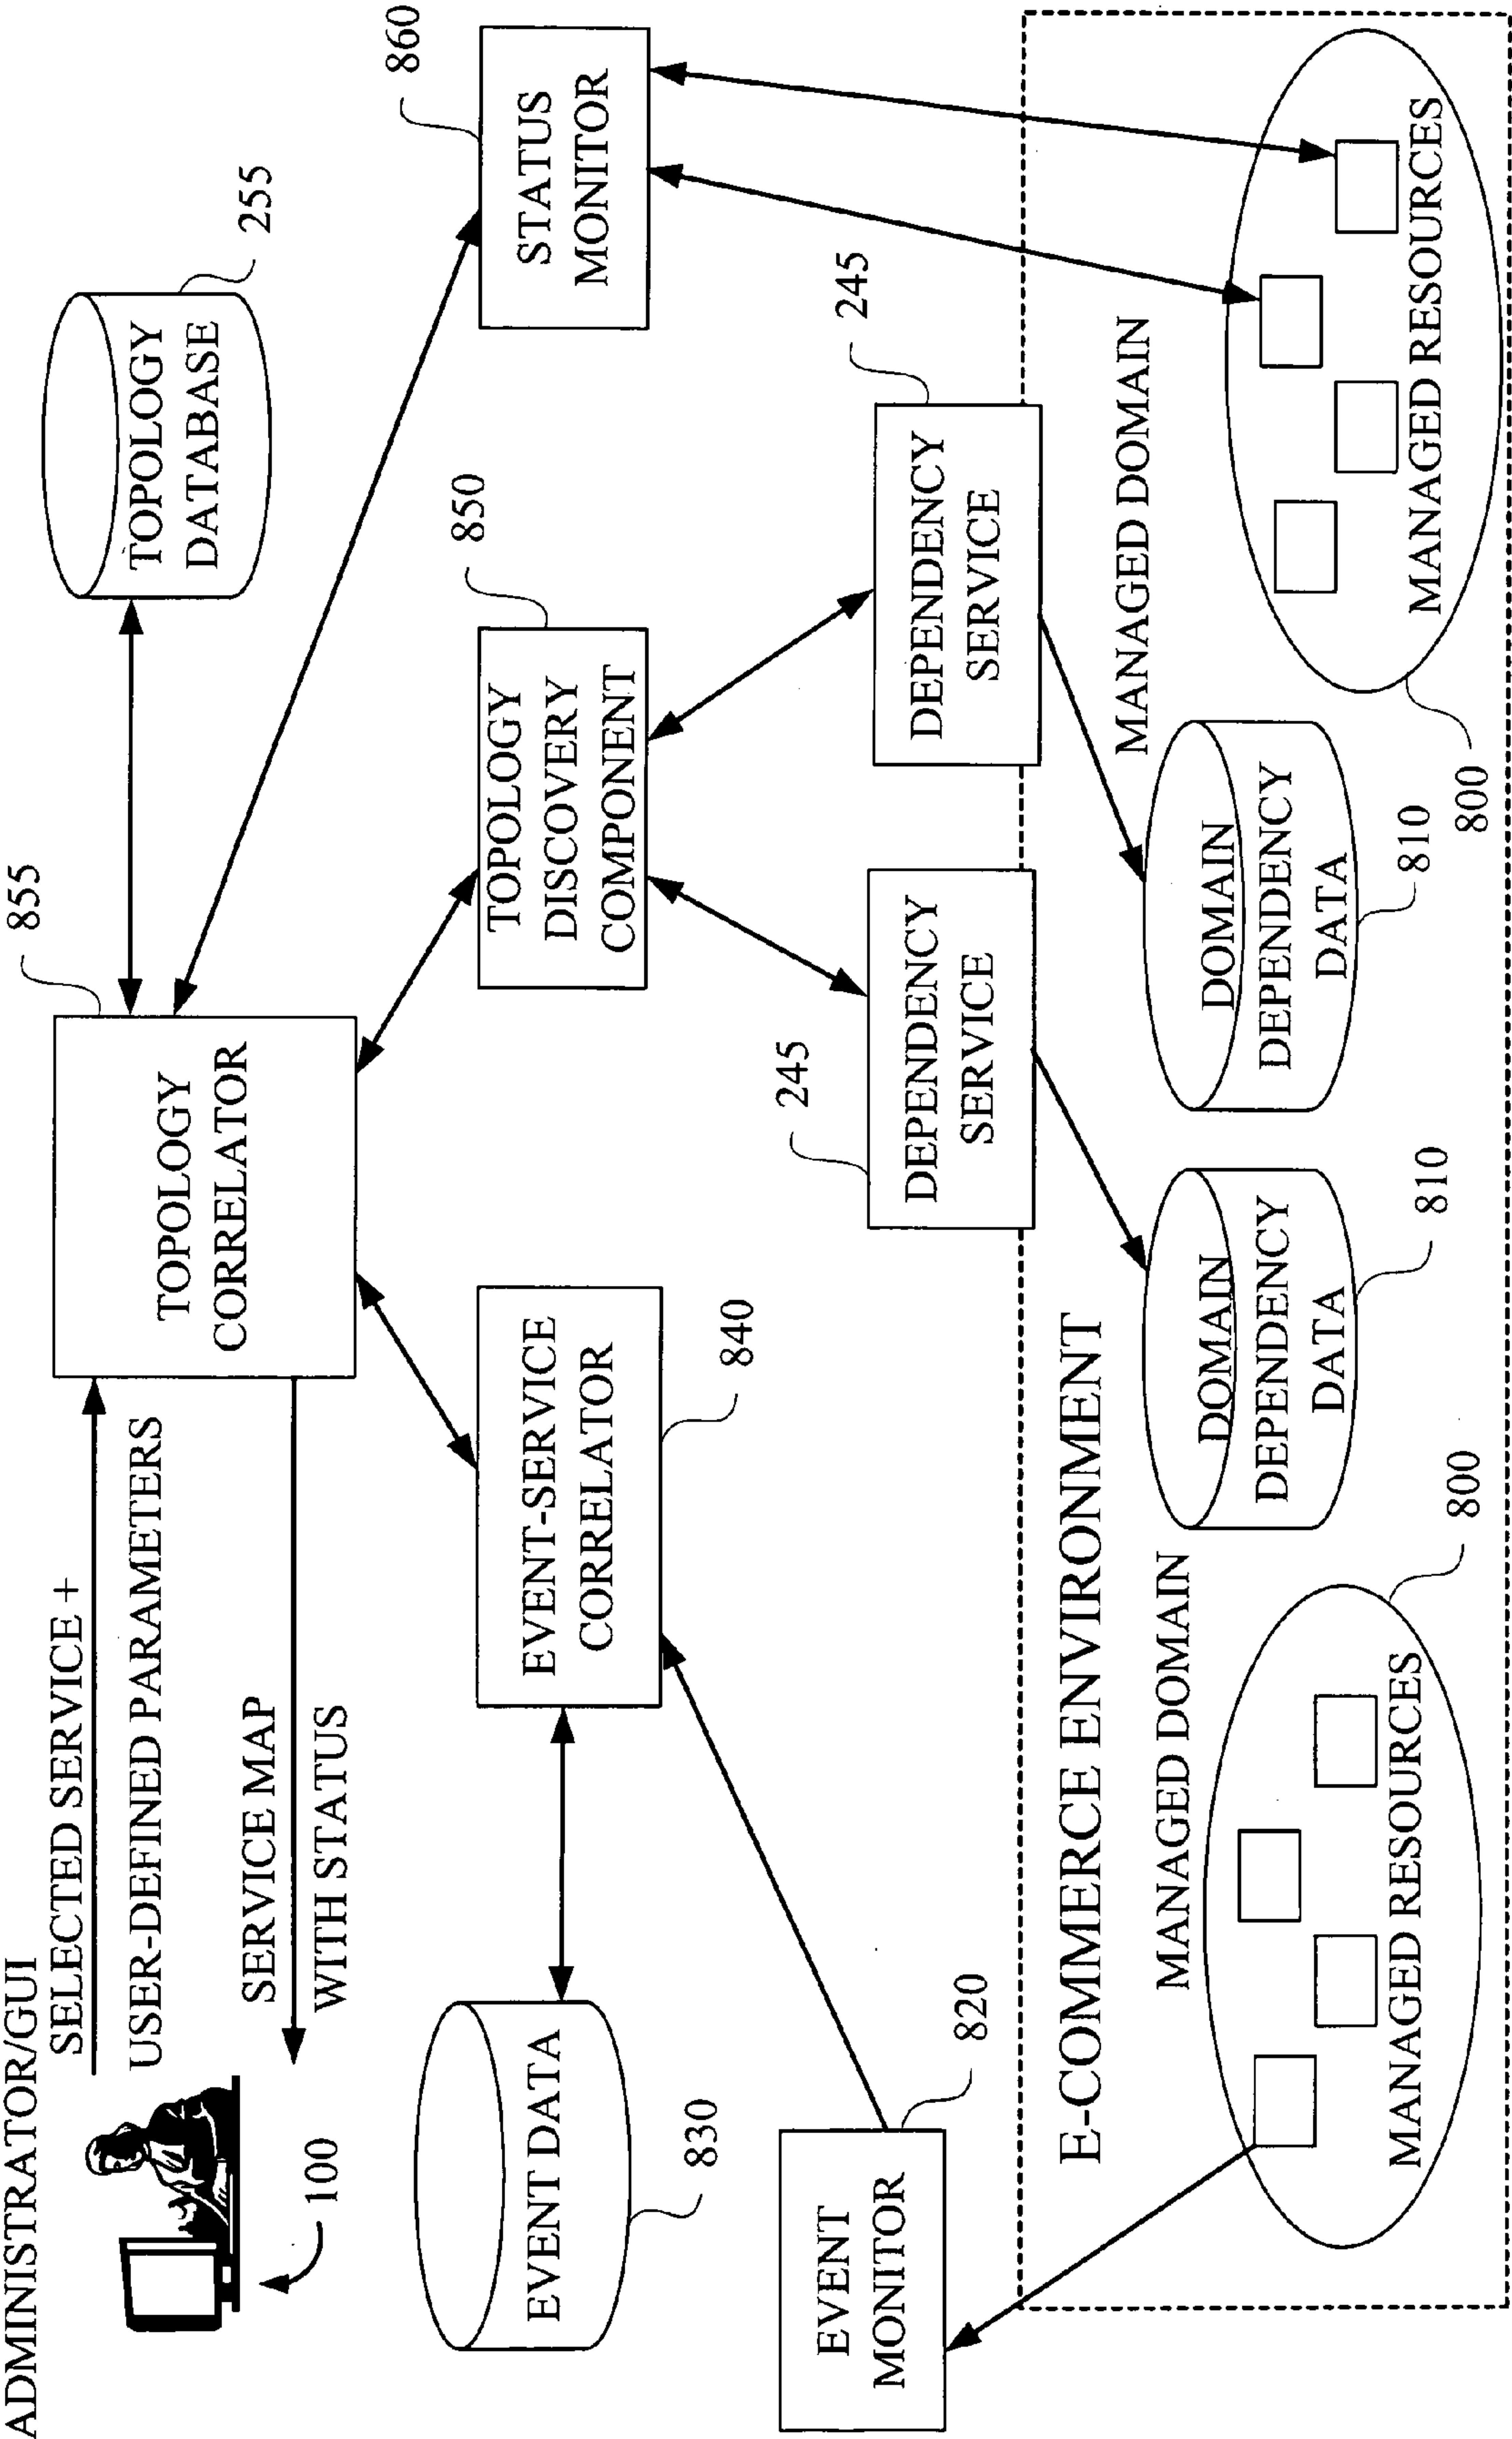 ADMINISTRATOR/GUI
SELECTED SERVICE +
USER-DEFINED PARAMETERS
SERVICE MAP
WITH STATUS
100
855
TOPOLOGY
CORRELATOR
255
TOPOLOGY
DATABASE
EVENT DATA
830
EVENT-SERVICE
CORRELATOR
840
850
TOPOLOGY
DISCOVERY
COMPONENT
860
STATUS
MONITOR
EVENT
MONITOR
820
245
DEPENDENCY
SERVICE
245
DEPENDENCY
SERVICE
E-COMMERCE ENVIRONMENT
MANAGED DOMAIN
MANAGED RESOURCES
800
DOMAIN
DEPENDENCY
DATA
810
DOMAIN
DEPENDENCY
DATA
810
MANAGED DOMAIN
MANAGED RESOURCES
800